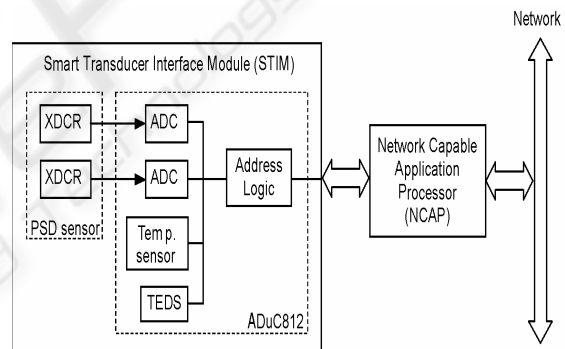 Network
Smart Transducer Interface Module (STIM)
XDCR
ADC
XDCR
ADC
Address
Logic
PSD sensor
Temp.
sensor
TEDS
ADuC812
Network Capable
Application
Processor
(NCAP)